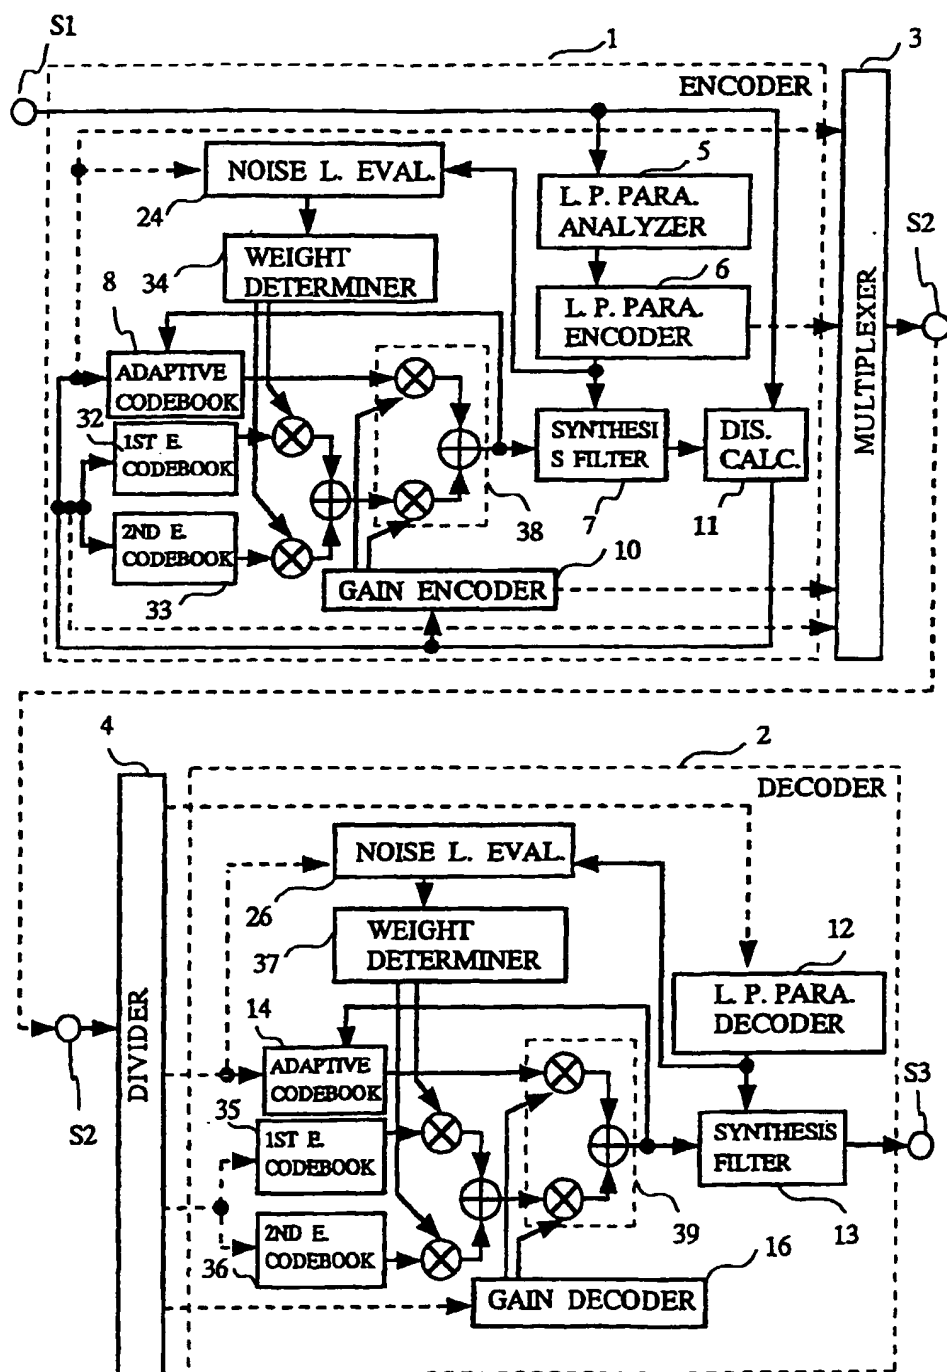 S1
1
3
ENCODER
NOISE L. EVAL.
24
5
L. P. PARA.
ANALYZER
S2
34
WEIGHT
DETERMINER
6
L. P. PARA.
ENCODER
8
ADAPTIVE
CODEBOOK
MULTIPLEXER
32
1ST E.
CODEBOOK
SYNTHESI
S FILTER
DIS.
CALC.
7
11
38
2ND E.
CODEBOOK
33
10
GAIN ENCODER
4
2
DECODER
NOISE L. EVAL.
26
37
WEIGHT
DETERMINER
12
L. P. PARA.
DECODER
DIVIDER
S2
14
ADAPTIVE
CODEBOOK
S3
35
1ST E.
CODEBOOK
SYNTHESIS
FILTER
13
39
2ND E.
CODEBOOK
36
16
GAIN DECODER